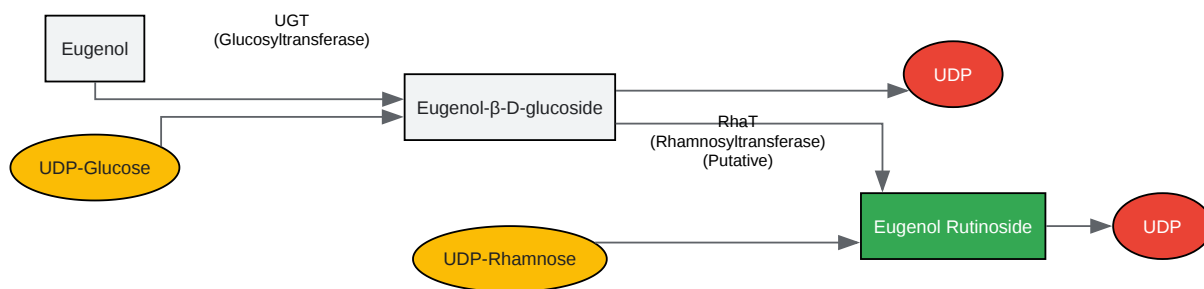 UGT
(Glucosyltransferase)
Eugenol
UDP
Eugenol-β-D-glucoside
RhaT
(Rhamnosyltransferase)
(Putative)
UDP-Glucose
Eugenol Rutinoside
UDP
UDP-Rhamnose